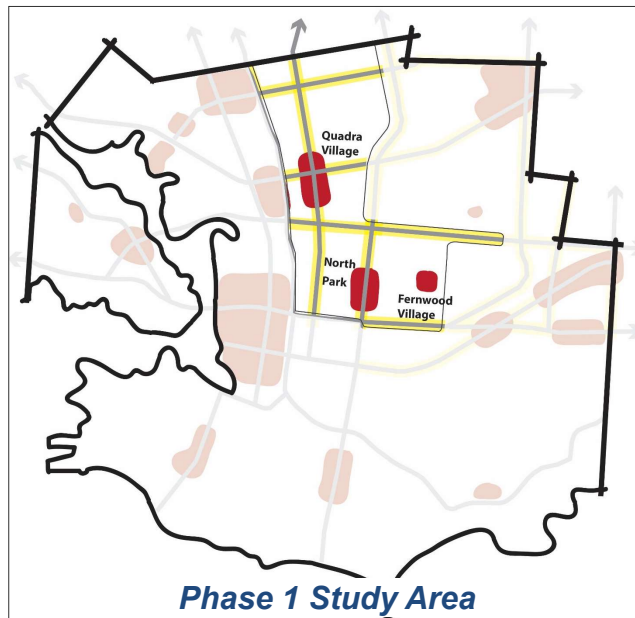 Quadra
Village
North
Park
Fernwood
Village
Phase 1 Study Area